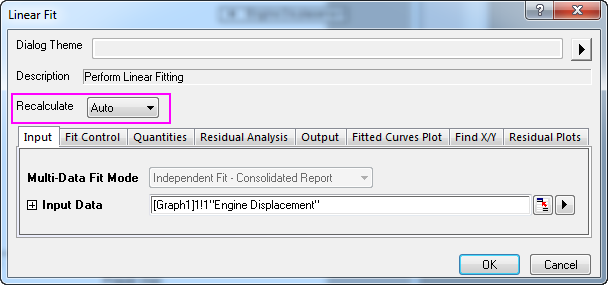 Linear Fit
Dialog Theme
Description Perform Linear Fitting
Recalculate Auto
Input Fit Control Quantities Residual Analysis Output Fitted Curves Plot Find X/Y Residual Plots
Multi-Data Fit Mode Independent Fit - Consolidated Report
Input Data [Graph1]1!1"Engine Displacement"
OK Cancel